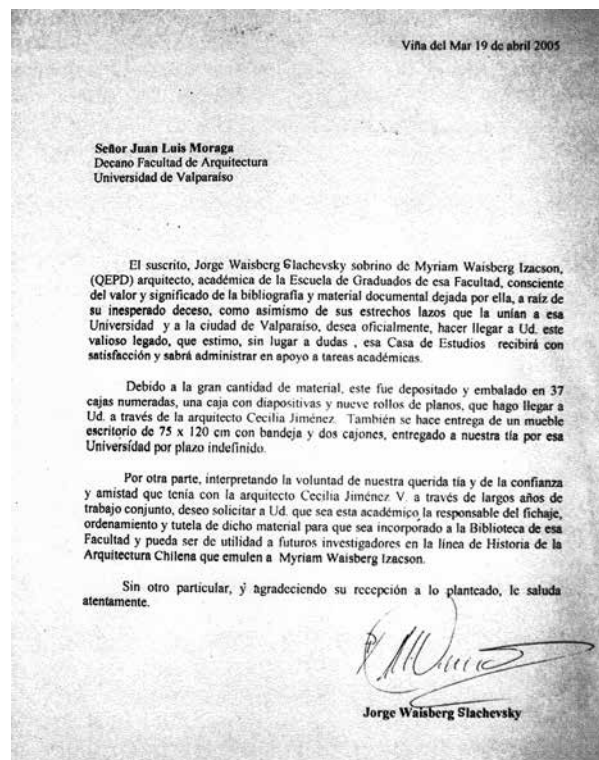 Viña del Mar 19 de abril 2005
Señor Juan Luis Moraga
Decano Facultad de Arquitectura
Universidad de Valparaíso
El suscrito, Jorge Waisberg Slachevsky sobrino de Myriam Waisberg Izacson,
(QEPD) arquitecto, académica de la Escuela de Graduados de esa Facultad, consciente
del valor y significado de la bibliografía y material documental dejada por ella, a raíz de
su inesperado deceso, como asimismo de sus estrechos lazos que la unían a esa
Universidad y a la ciudad de Valparaíso, desea oficialmente, hacer llegar a Ud. este
valioso legado, que estimo, sin lugar a dudas , esa Casa de Estudios recibirá con
satisfacción y sabrá administrar en apoyo a tareas académicas.
Debido a la gran cantidad de material, este fue depositado y embalado en 37
cajas numeradas, una caja con diapositivas y nueve rollos de planos, que hago llegar a
Ud. a través de la arquitecto Cecilia Jiménez. También se hace entrega de un mueble
escritorio de 75 x 120 cm con bandeja y dos cajones, entregado a nuestra tía por esa
Universidad por plazo indefinido.
Por otra parte, interpretando la voluntad de nuestra querida tía y de la confianza
y amistad que tenía con la arquitecto Cecilia Jiménez V. a través de largos años de
trabajo conjunto, deseo solicitar a Ud. que sea esta académico la responsable del fichaje,
ordenamiento y tutela de dicho material para que sea incorporado a la Biblioteca de esa
Facultad y pueda ser de utilidad a futuros investigadores en la línea de Historia de la
Arquitectura Chilena que emulen a Myriam Waisberg Izacson.
Sin otro particular, y agradeciendo su recepción a lo planteado, le saluda
atentamente.
Jorge Waisberg Slachevsky